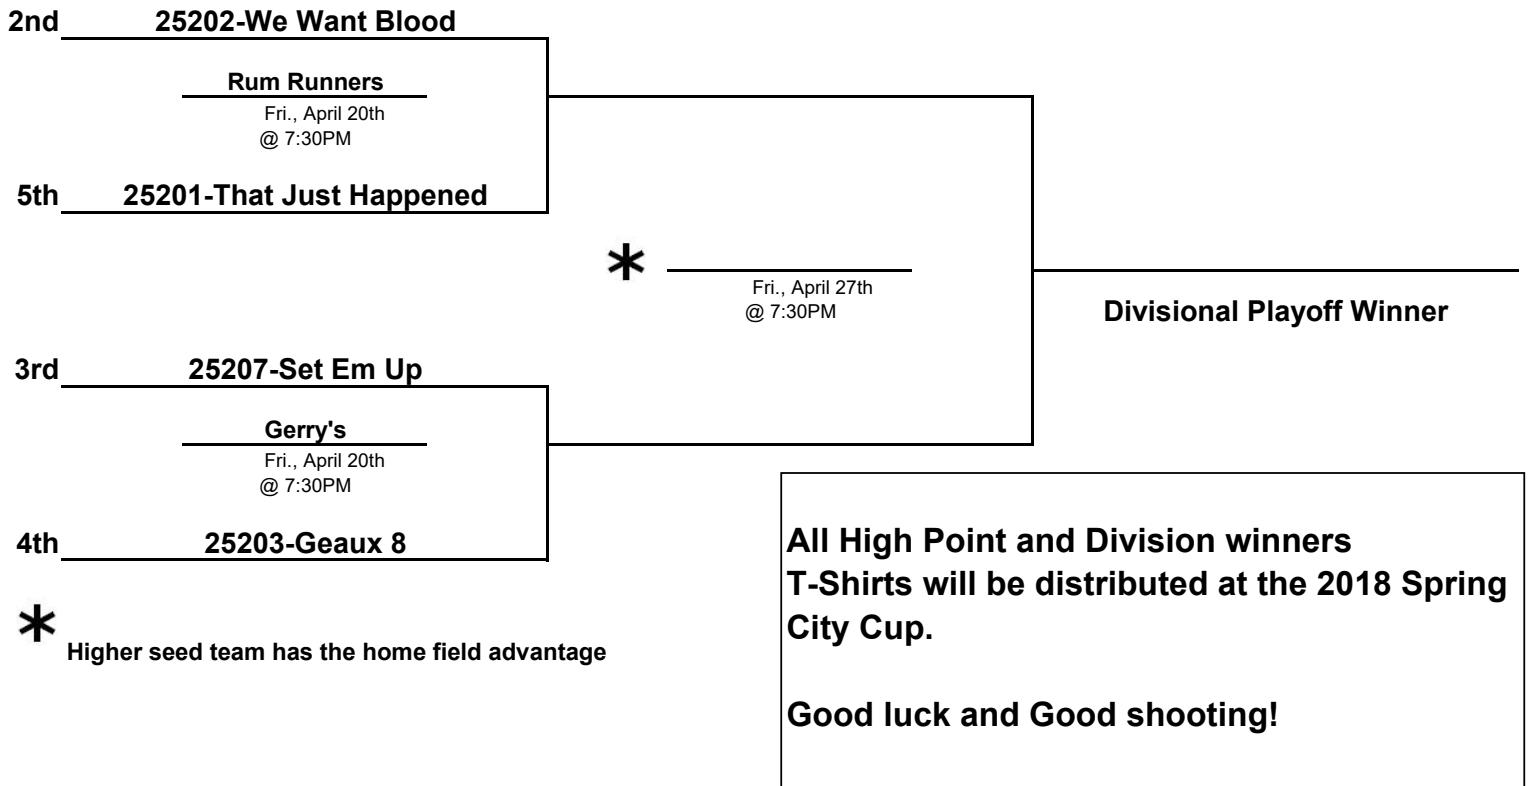 2nd 25202-We Want Blood
Rum Runners
Fri., April 20th
@ 7:30PM
5th 25201-That Just Happened
*
Fri., April 27th
@ 7:30PM
Divisional Playoff Winner
3rd 25207-Set Em Up
Gerry's
Fri., April 20th
@ 7:30PM
4th 25203-Geaux 8
* Higher seed team has the home field advantage
All High Point and Division winners
T-Shirts will be distributed at the 2018 Spring
City Cup.
Good luck and Good shooting!